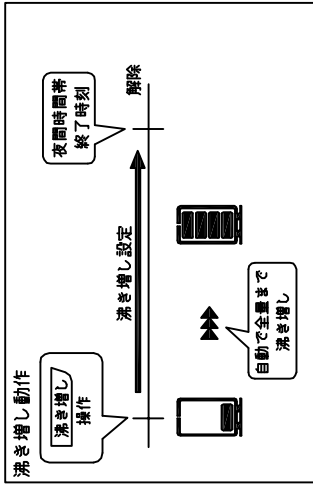 沸き増し動作
沸き増し
操作
沸き増し設定
夜間時間帯
終了時刻
解除
自動で全量まで
沸き増し